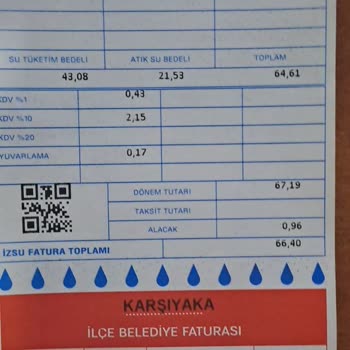 SU TÜKETİM BEDELİ ATIK SU BEDELİ TOPLAM
43,08 21,53 64,61
KDV %1 0,43
KDV %10 2,15
KDV %20
YUVARLAMA 0,17
DÖNEM TUTARI 67,19
TAKSİT TUTARI
ALACAK 0,96
İZSU FATURA TOPLAMI 66,40
KARŞIYAKA
İLÇE BELEDİYE FATURASI